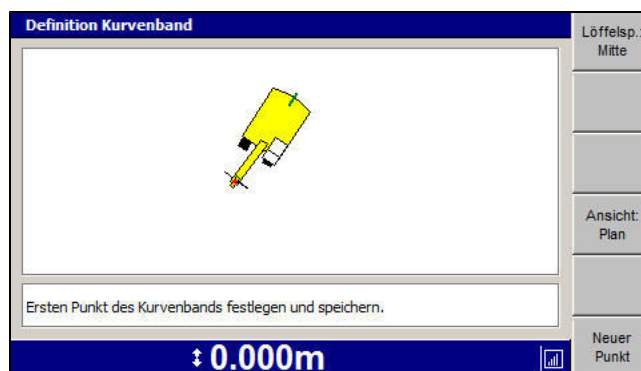 Definition Kurvenband
Löffelsp.:
Mitte
Ansicht:
Plan
Ersten Punkt des Kurvenbands festlegen und speichern.
Neuer
Punkt
0.000m